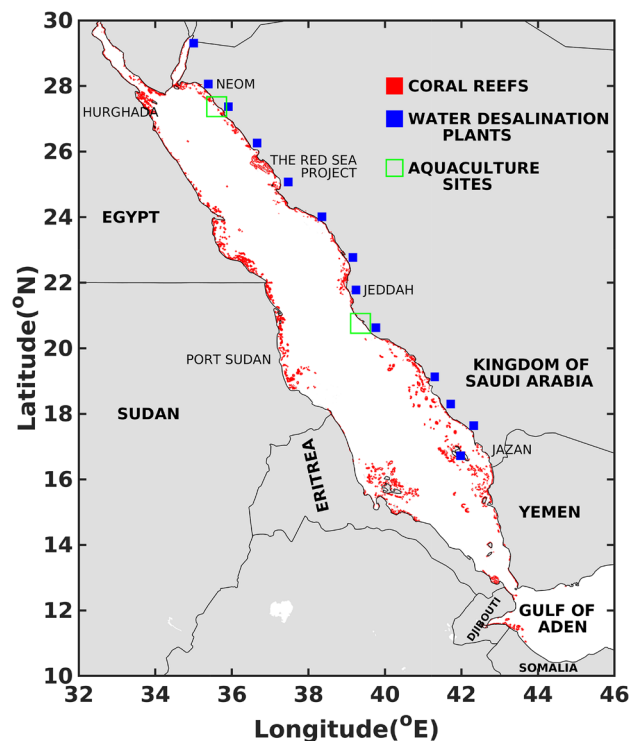 30
28
26
24
22
20
18
16
14
12
10
Latitude(°N)
32
34
36
38
40
42
44
46
Longitude(°E)
CORAL REEFS
WATER DESALINATION
PLANTS
AQUACULTURE
SITES
NEOM
HURGHADA
THE RED SEA
PROJECT
EGYPT
JEDDAH
PORT SUDAN
KINGDOM OF
SAUDI ARABIA
SUDAN
JAZAN
ERITREA
YEMEN
DJIBOUTI
GULF OF
ADEN
SOMALIA